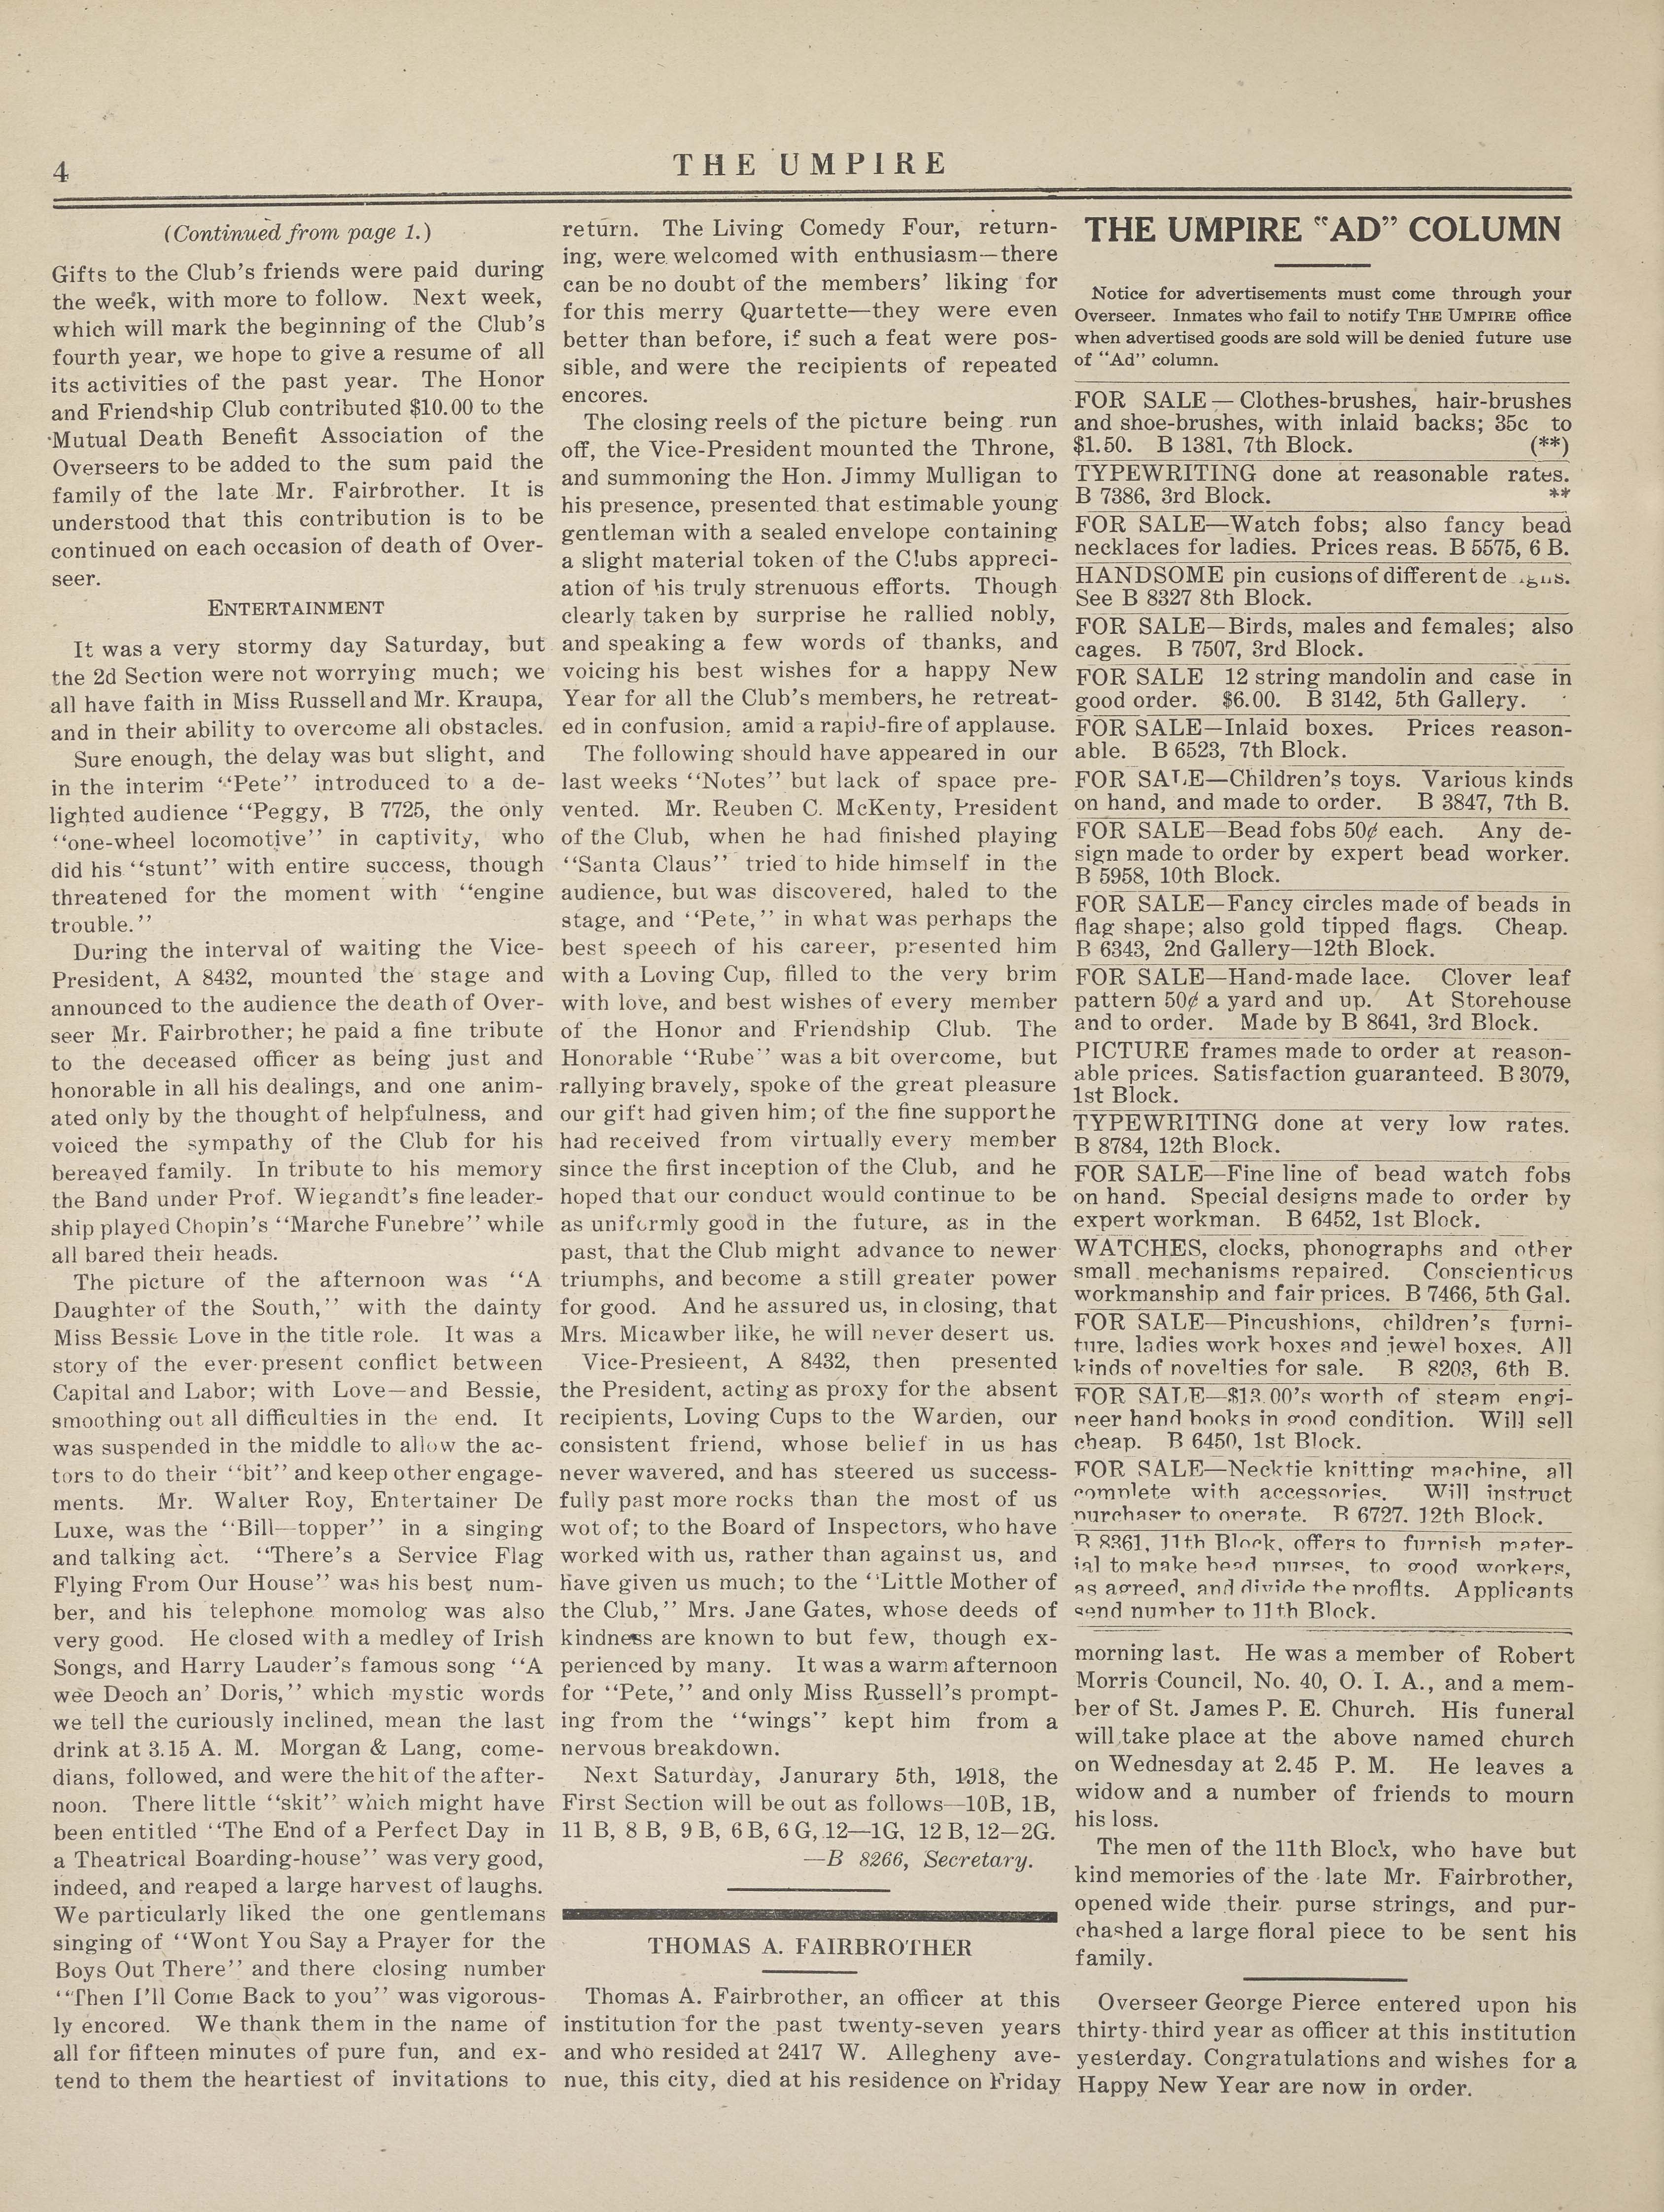 4
THE UMPIRE
(Continued from page 1.)
Gifts to the Club's friends were paid during
the week, with more to follow. Next week,
which will mark the beginning of the Club's
fourth year, we hope to give a resume of all
its activities of the past year. The Honor
and Friendship Club contributed $10.00 to the
Mutual Death Benefit Association of the
Overseers to be added to the sum paid the
family of the late Mr. Fairbrother. It is
understood that this contribution is to be
continued on each occasion of death of Over-
seer.
ENTERTAINMENT
It was a very stormy day Saturday, but
the 2d Section were not worrying much; we
all have faith in Miss Russell and Mr. Kraupa,
and in their ability to overcome all obstacles.
Sure enough, the delay was but slight, and
in the interim "Pete" introduced to a de-
lighted audience "Peggy, B 7725, the only
"one-wheel locomotive" in captivity, who
did his "stunt" with entire success, though
threatened for the moment with "engine
trouble."
During the interval of waiting the Vice-
President, A 8432, mounted the stage and
announced to the audience the death of Over-
seer Mr. Fairbrother; he paid a fine tribute
to the deceased officer as being just and
honorable in all his dealings, and one anim-
ated only by the thought of helpfulness, and
voiced the sympathy of the Club for his
bereaved family. In tribute to his memory
the Band under Prof. Wiegandt's fine leader-
ship played Chopin's "Marche Funebre" while
all bared their heads.
The picture of the afternoon was "A
Daughter of the South," with the dainty
Miss Bessie Love in the title role. It was a
story of the ever-present conflict between
Capital and Labor; with Love—and Bessie,
smoothing out all difficulties in the end. It
was suspended in the middle to allow the ac-
tors to do their "bit" and keep other engage-
ments. Mr. Walter Roy, Entertainer De
Luxe, was the "Bill—topper" in a singing
and talking act. "There's a Service Flag
Flying From Our House" was his best num-
ber, and his telephone momolog was also
very good. He closed with a medley of Irish
Songs, and Harry Lauder's famous song "A
wee Deoch an' Doris," which mystic words
we tell the curiously inclined, mean the last
drink at 3.15 A. M. Morgan & Lang, come-
dians, followed, and were the hit of the after-
noon. There little "skit" which might have
been entitled "The End of a Perfect Day in
a Theatrical Boarding-house" was very good,
indeed, and reaped a large harvest of laughs.
We particularly liked the one gentlemans
singing of "Wont You Say a Prayer for the
Boys Out There" and there closing number
"Then I'll Come Back to you" was vigorous-
ly encored. We thank them in the name of
all for fifteen minutes of pure fun, and ex-
tend to them the heartiest of invitations to
return. The Living Comedy Four, return-
ing, were welcomed with enthusiasm—there
can be no doubt of the members' liking for
for this merry Quartette—they were even
better than before, if such a feat were pos-
sible, and were the recipients of repeated
encores.
The closing reels of the picture being run
off, the Vice-President mounted the Throne,
and summoning the Hon. Jimmy Mulligan to
his presence, presented that estimable young
gentleman with a sealed envelope containing
a slight material token of the Clubs appreci-
ation of his truly strenuous efforts. Though
clearly taken by surprise he rallied nobly,
and speaking a few words of thanks, and
voicing his best wishes for a happy New
Year for all the Club's members, he retreat-
ed in confusion, amid a rapid-fire of applause.
The following should have appeared in our
last weeks "Notes" but lack of space pre-
vented. Mr. Reuben C. McKenty, President
of the Club, when he had finished playing
"Santa Claus" tried to hide himself in the
audience, but was discovered, haled to the
stage, and "Pete," in what was perhaps the
best speech of his career, presented him
with a Loving Cup, filled to the very brim
with love, and best wishes of every member
of the Honor and Friendship Club. The
Honorable "Rube" was a bit overcome, but
rallying bravely, spoke of the great pleasure
our gift had given him; of the fine support he
had received from virtually every member
since the first inception of the Club, and he
hoped that our conduct would continue to be
as uniformly good in the future, as in the
past, that the Club might advance to newer
triumphs, and become a still greater power
for good. And he assured us, in closing, that
Mrs. Micawber like, he will never desert us.
Vice-Presieent, A 8432, then presented
the President, acting as proxy for the absent
recipients, Loving Cups to the Warden, our
consistent friend, whose belief in us has
never wavered, and has steered us success-
fully past more rocks than the most of us
wot of; to the Board of Inspectors, who have
worked with us, rather than against us, and
have given us much; to the "Little Mother of
the Club," Mrs. Jane Gates, whose deeds of
kindness are known to but few, though ex-
perienced by many. It was a warm afternoon
for "Pete," and only Miss Russell's prompt-
ing from the "wings" kept him from a
nervous breakdown.
Next Saturday, Janurary 5th, 1918, the
First Section will be out as follows—10B, 1B,
11 B, 8 B, 9 B, 6 B, 6 G, 12—1G, 12 B, 12—2G.
—B 8266, Secretary.
THOMAS A. FAIRBROTHER
Thomas A. Fairbrother, an officer at this
institution for the past twenty-seven years
and who resided at 2417 W. Allegheny ave-
nue, this city, died at his residence on Friday
THE UMPIRE "AD" COLUMN
Notice for advertisements must come through your
Overseer. Inmates who fail to notify THE UMPIRE office
when advertised goods are sold will be denied future use
of "Ad" column.
FOR SALE — Clothes-brushes, hair-brushes
and shoe-brushes, with inlaid backs; 35c to
$1.50. B 1381, 7th Block. (**)
TYPEWRITING done at reasonable rates.
B 7386, 3rd Block. **
FOR SALE—Watch fobs; also fancy bead
necklaces for ladies. Prices reas. B 5575, 6 B.
HANDSOME pin cusions of different designs.
See B 8327 8th Block.
FOR SALE—Birds, males and females; also
cages. B 7507, 3rd Block.
FOR SALE 12 string mandolin and case in
good order. $6.00. B 3142, 5th Gallery.
FOR SALE—Inlaid boxes. Prices reason-
able. B 6523, 7th Block.
FOR SALE—Children's toys. Various kinds
on hand, and made to order. B 3847, 7th B.
FOR SALE—Bead fobs 50¢ each. Any de-
sign made to order by expert bead worker.
B 5958, 10th Block.
FOR SALE—Fancy circles made of beads in
flag shape; also gold tipped flags. Cheap.
B 6343, 2nd Gallery—12th Block.
FOR SALE—Hand-made lace. Clover leaf
pattern 50¢ a yard and up. At Storehouse
and to order. Made by B 8641, 3rd Block.
PICTURE frames made to order at reason-
able prices. Satisfaction guaranteed. B 3079,
1st Block.
TYPEWRITING done at very low rates.
B 8784, 12th Block.
FOR SALE—Fine line of bead watch fobs
on hand. Special designs made to order by
expert workman. B 6452, 1st Block.
WATCHES, clocks, phonographs and other
small mechanisms repaired. Conscientious
workmanship and fair prices. B 7466, 5th Gal.
FOR SALE—Pincushions, children's furni-
ture, ladies work boxes and jewel boxes. All
kinds of novelties for sale. B 8203, 6th B.
FOR SALE—$13.00's worth of steam engi-
neer hand books in good condition. Will sell
cheap. B 6450, 1st Block.
FOR SALE—Necktie knitting machine, all
complete with accessories. Will instruct
purchaser to operate. B 6727. 12th Block.
B 8261, 11th Block, offers to furnish mater-
ial to make bead purses, to good workers,
as agreed, and divide the profits. Applicants
send number to 11th Block.
morning last. He was a member of Robert
Morris Council, No. 40, O. I. A., and a mem-
ber of St. James P. E. Church. His funeral
will take place at the above named church
on Wednesday at 2.45 P. M. He leaves a
widow and a number of friends to mourn
his loss.
The men of the 11th Block, who have but
kind memories of the late Mr. Fairbrother,
opened wide their purse strings, and pur-
chashed a large floral piece to be sent his
family.
Overseer George Pierce entered upon his
thirty-third year as officer at this institution
yesterday. Congratulations and wishes for a
Happy New Year are now in order.